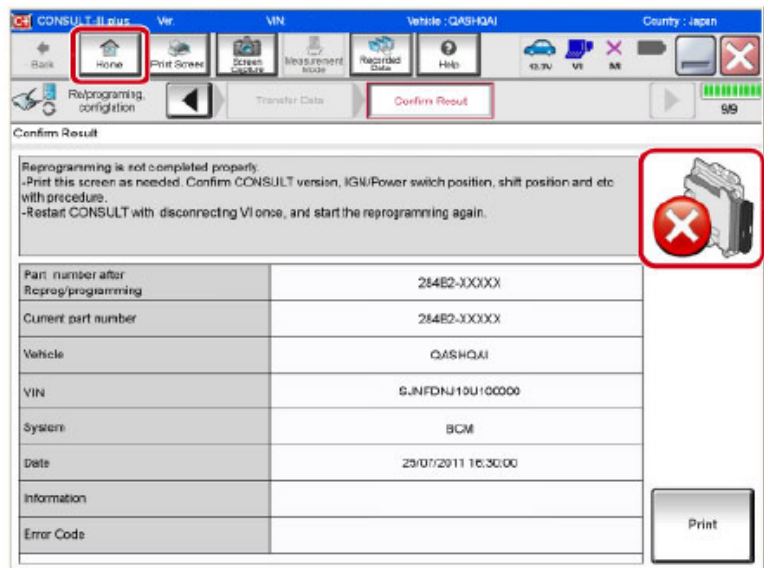 CONSULT-III plus Ver. VIN: Vehicle : QASHQAI Country : Japan
Back Home Print Screen Screen Capture Measurement Mode Recorded Data Help 13.3V VI MI
Re/programing, configlation Transfer Data Confirm Result 9/9
Confirm Result
Reprogramming is not completed properly.
-Print this screen as needed. Confirm CONSULT version, IGN/Power switch position, shift position and etc
with precedure.
-Restart CONSULT with disconnecting VI once, and start the reprogramming again.
Part number after
Reprog/programming
284B2-XXXXX
Current part number 284B2-XXXXX
Vehicle QASHQAI
VIN SJNFDNJ10U100000
System BCM
Date 25/07/2011 16:30:00
Information
Error Code
Print